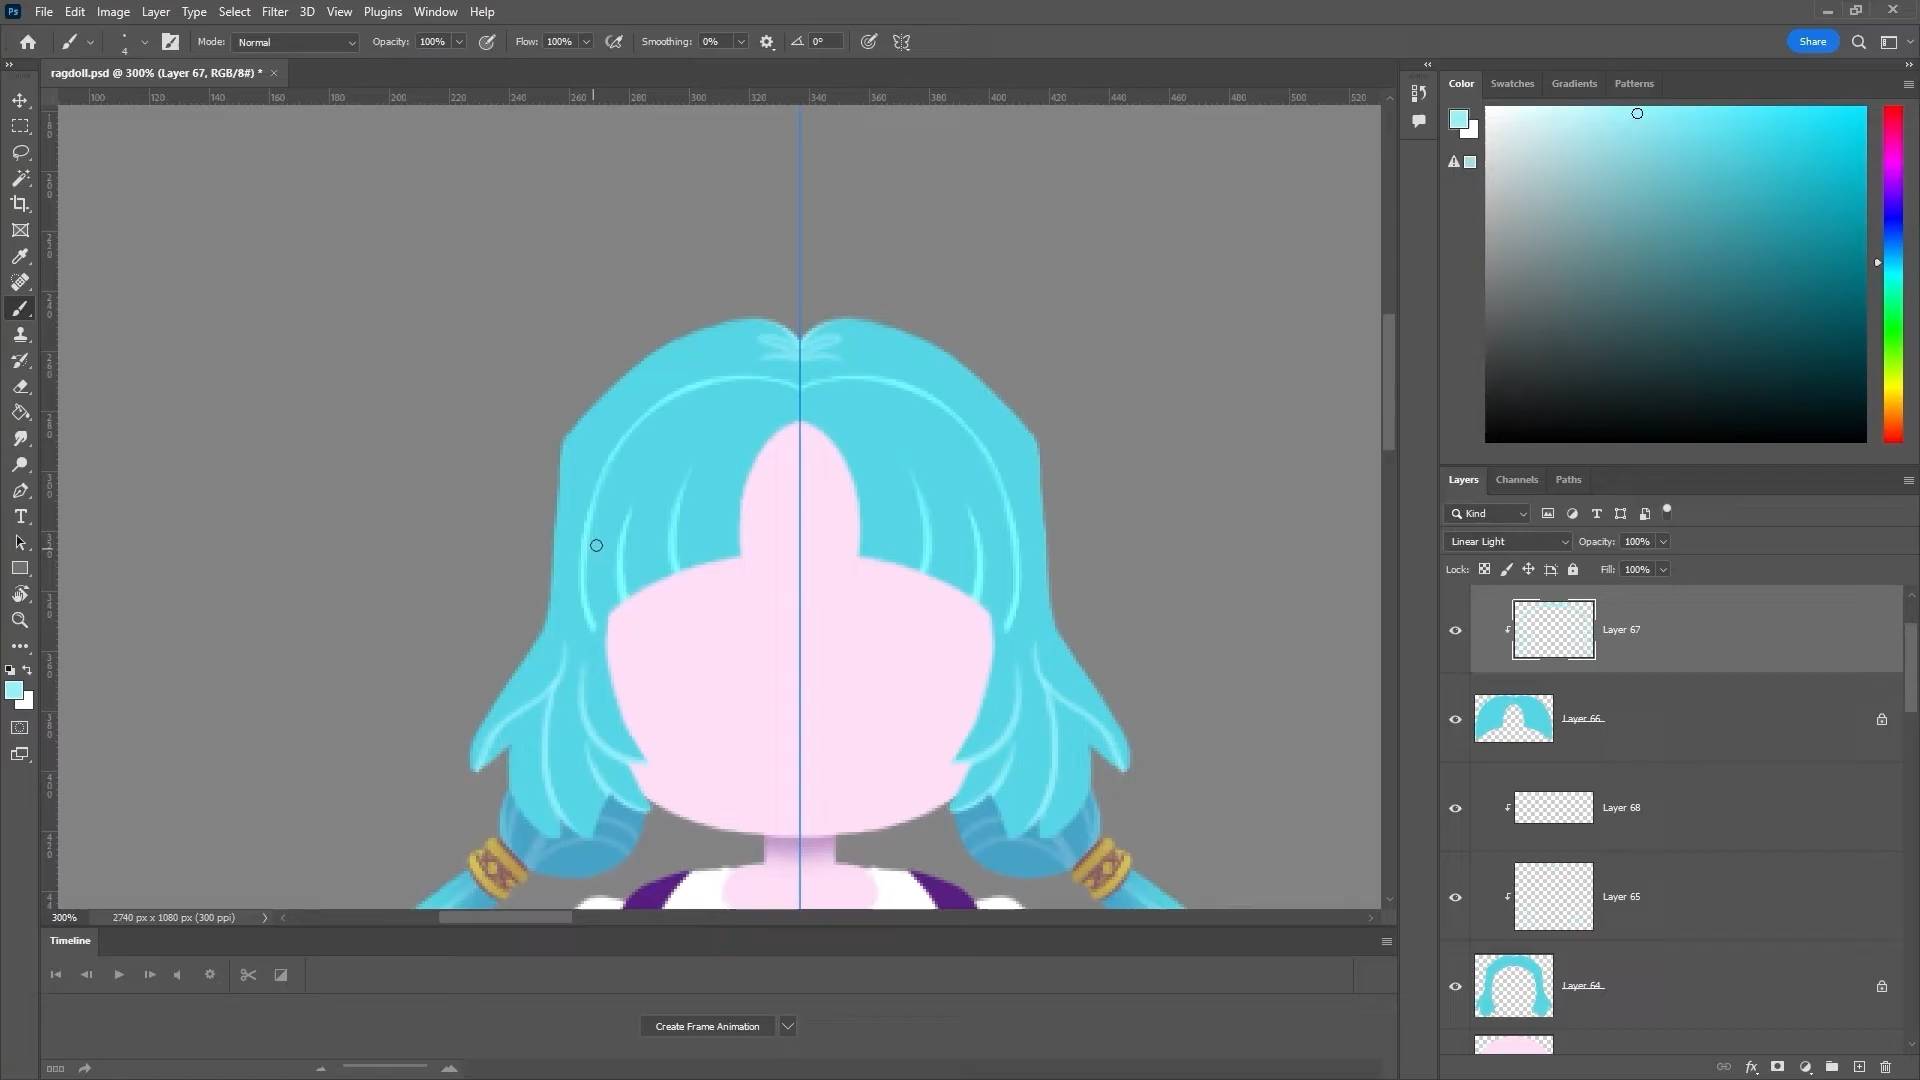 Ps File Edit Image Layer Type Select Filter 3D View Plugins Window Help
4 Mode: Normal Opacity: 100% Flow: 100% Smoothing: 0% 0° Share
ragdoll.psd @ 300% (Layer 67, RGB/8#) *
100 120 140 160 180 200 220 240 260 280 300 320 340 360 380 400 420 440 460 480 500 520
Color Swatches Gradients Patterns
Layers Channels Paths
Kind
Linear Light Opacity: 100%
Lock: Fill: 100%
Layer 67
Layer 66
Layer 68
Layer 65
Layer 64
300% 2740 px x 1080 px (300 ppi)
Timeline
Create Frame Animation